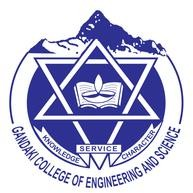 SERVICE
KNOWLEDGE
CHARACTER
GANDAKI COLLEGE OF ENGINEERING AND SCIENCE